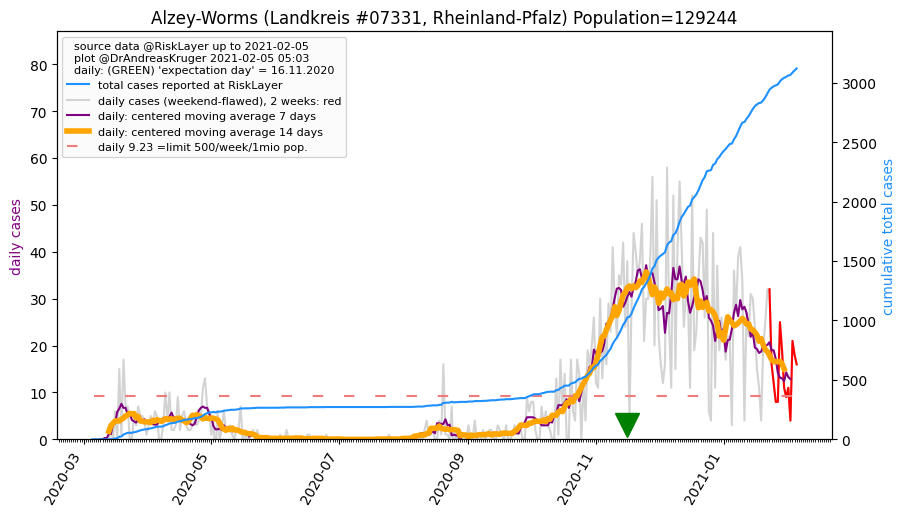 Alzey-Worms (Landkreis #07331, Rheinland-Pfalz) Population=129244
source data @RiskLayer up to 2021-02-05
plot @DrAndreasKruger 2021-02-05 05:03
daily: (GREEN) 'expectation day' = 16.11.2020
total cases reported at RiskLayer
daily cases (weekend-flawed), 2 weeks: red
daily: centered moving average 7 days
daily: centered moving average 14 days
daily 9.23 =limit 500/week/1mio pop.
daily cases
80
70
60
50
40
30
20
10
0
3000
2500
2000
1500
1000
500
0
cumulative total cases
2020-03
2020-05
2020-07
2020-09
2020-11
2021-01